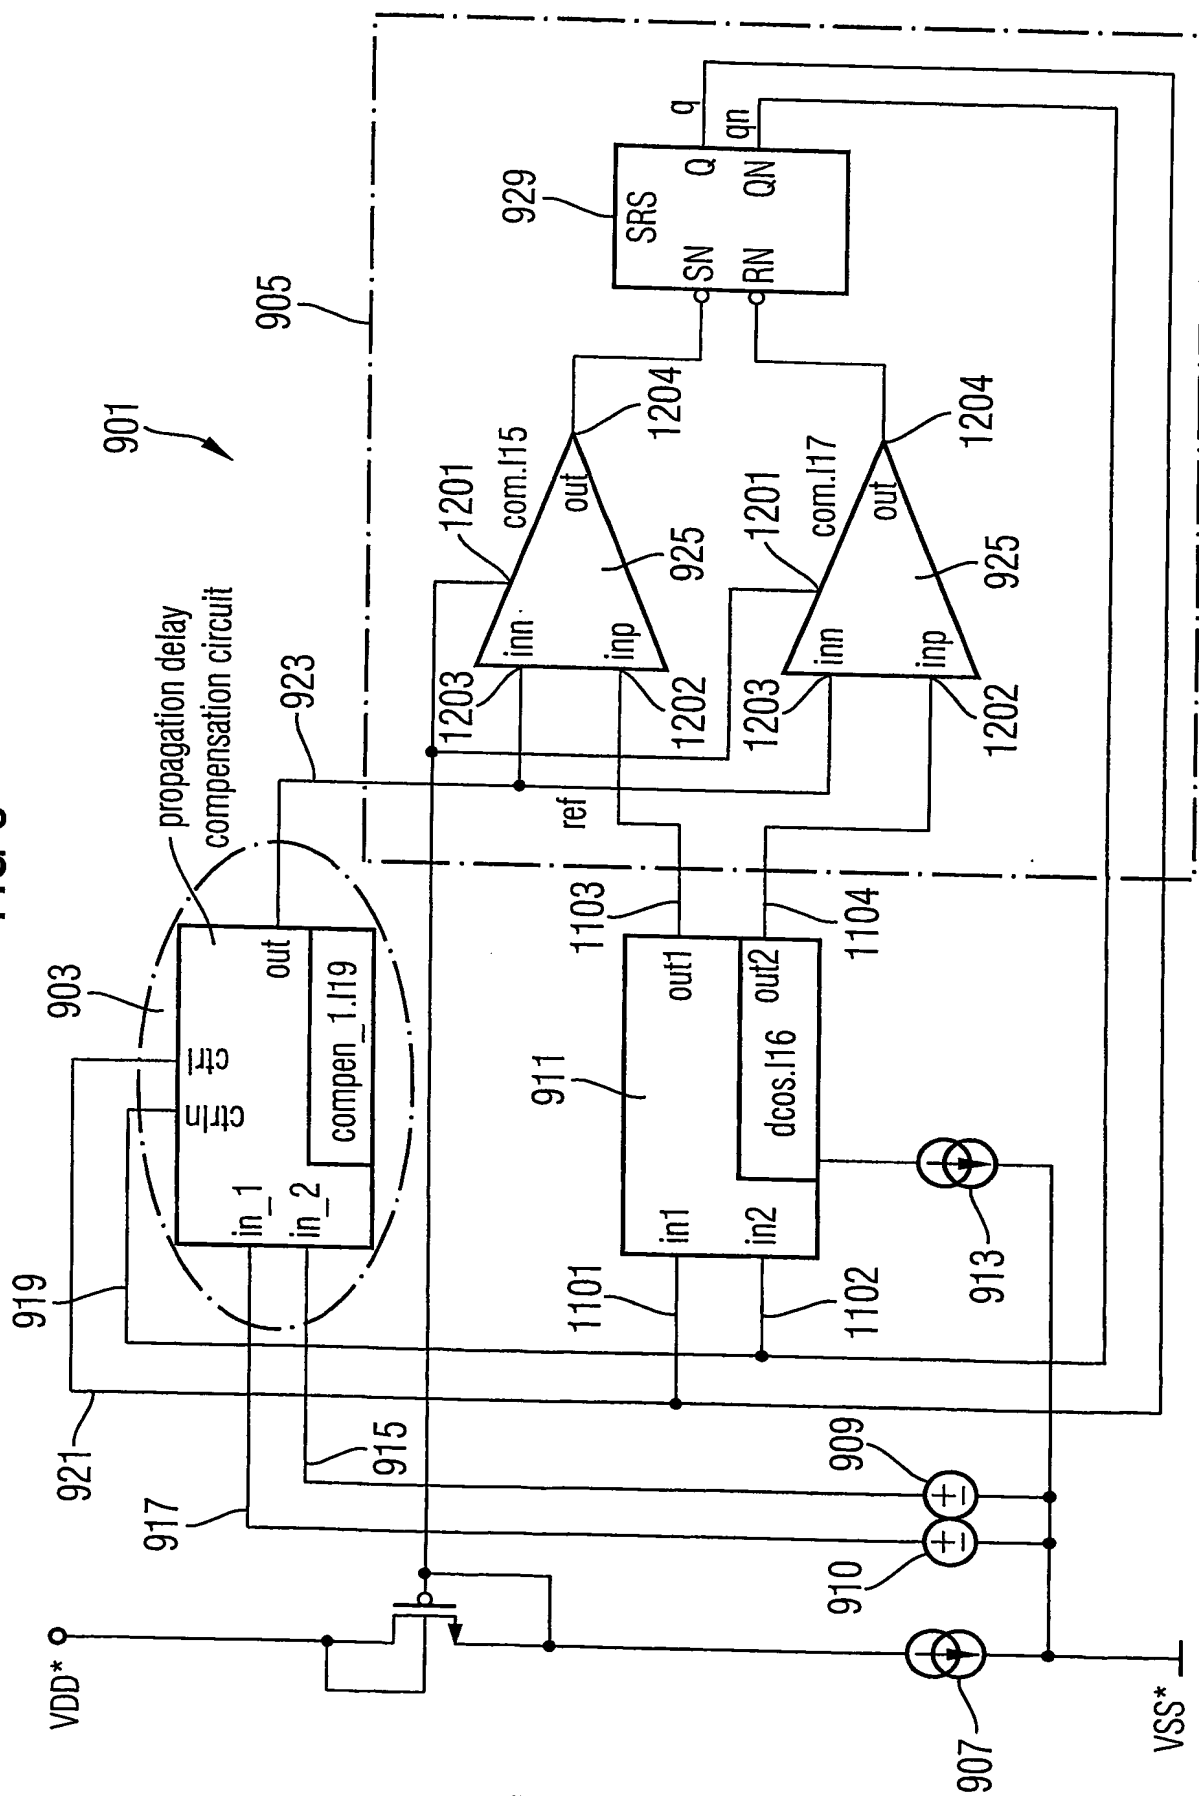 901
905
903
propagation delay
compensation circuit
ctrln
ctrl
in_1
in_2
out
compen_1.I19
919
921
917
915
923
ref
1201
1203
1202
inn
inp
out
com.I15
925
1204
1201
1203
1202
inn
inp
out
com.I17
925
1204
929
SRS
SN
RN
Q
QN
q
qn
911
in1
in2
out1
out2
dcos.I16
1101
1102
1103
1104
913
909
910
907
VDD*
VSS*